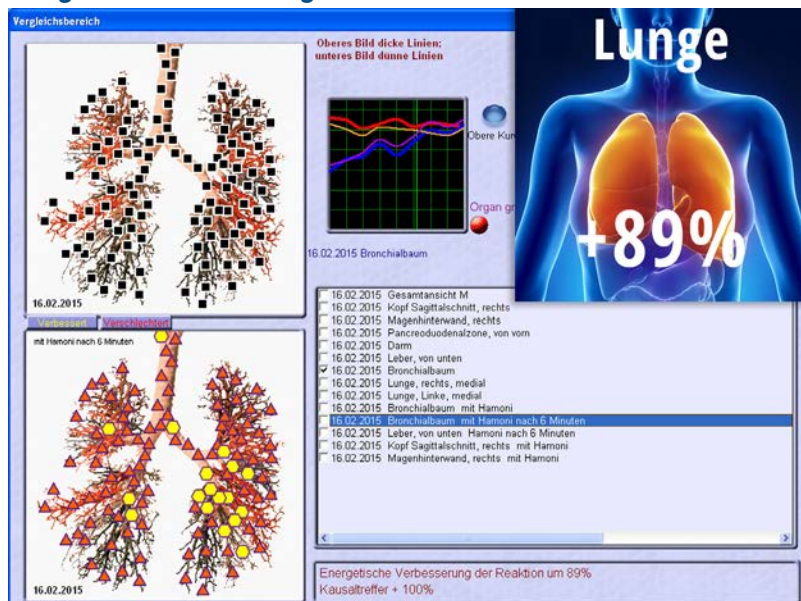 Vergleichsbereich
Oberes Bild dicke Linien;
unteres Bild dunne Linien
Lunge
+89%
Obere Kur
Organ gr
16.02.2015 Bronchialbaum
16.02.2015
Verbessert Verschlechtert
mit Hamoni nach 6 Minuten
16.02.2015 Gesamtansicht M
16.02.2015 Kopf Sagittalschnitt, rechts
16.02.2015 Magenhinterwand, rechts
16.02.2015 Pancreoduodenalzone, von vorn
16.02.2015 Darm
16.02.2015 Leber, von unten
16.02.2015 Bronchialbaum
16.02.2015 Lunge, rechts, medial
16.02.2015 Lunge, Linke, medial
16.02.2015 Bronchialbaum mit Hamoni
16.02.2015 Bronchialbaum mit Hamoni nach 6 Minuten
16.02.2015 Leber, von unten Hamoni nach 6 Minuten
16.02.2015 Kopf Sagittalschnitt, rechts mit Hamoni
16.02.2015 Magenhinterwand, rechts mit Hamoni
16.02.2015
Energetische Verbesserung der Reaktion um 89%
Kausaltreffer + 100%